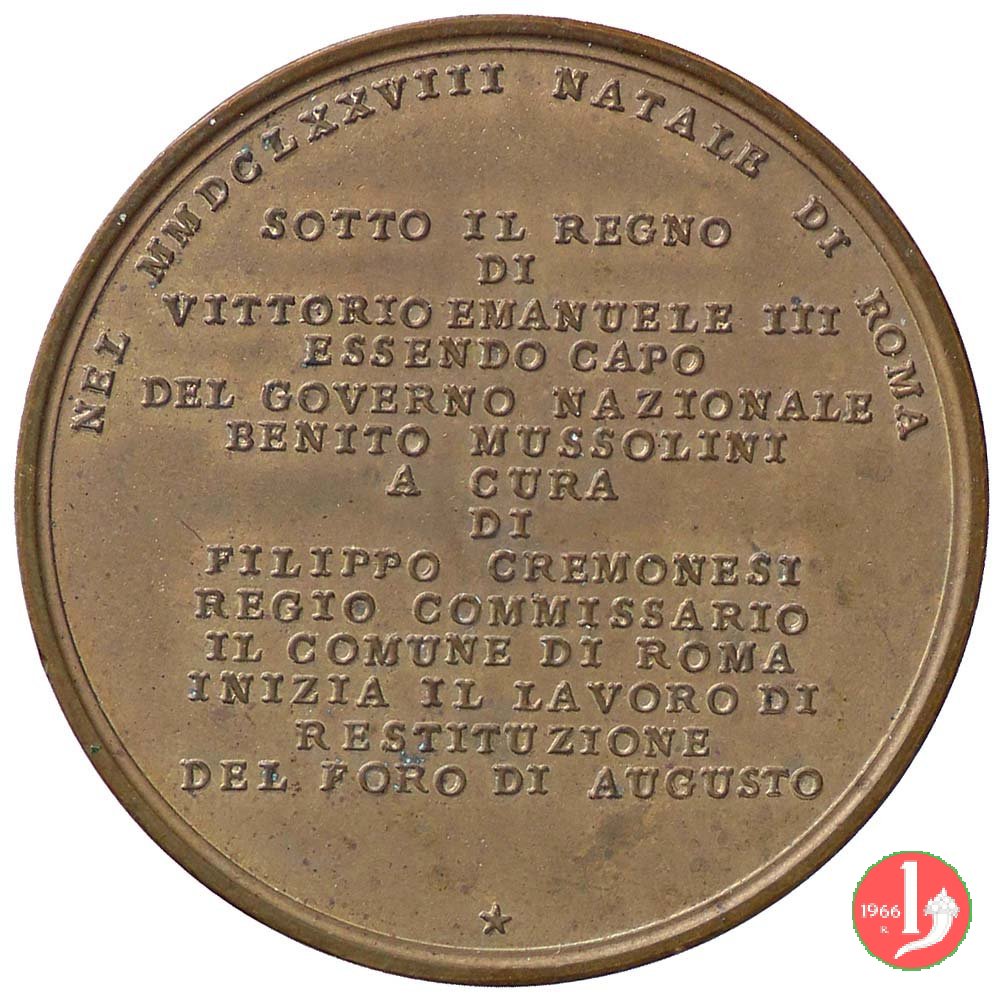 NEL MMDCLXXVIII NATALE DI ROMA
SOTTO IL REGNO
DI
VITTORIO EMANUELE III
ESSENDO CAPO
DEL GOVERNO NAZIONALE
BENITO MUSSOLINI
A CURA
DI
FILIPPO CREMONESI
REGIO COMMISSARIO
IL COMUNE DI ROMA
INIZIA IL LAVORO DI
RESTITUZIONE
DEL FORO DI AUGUSTO
1966
R